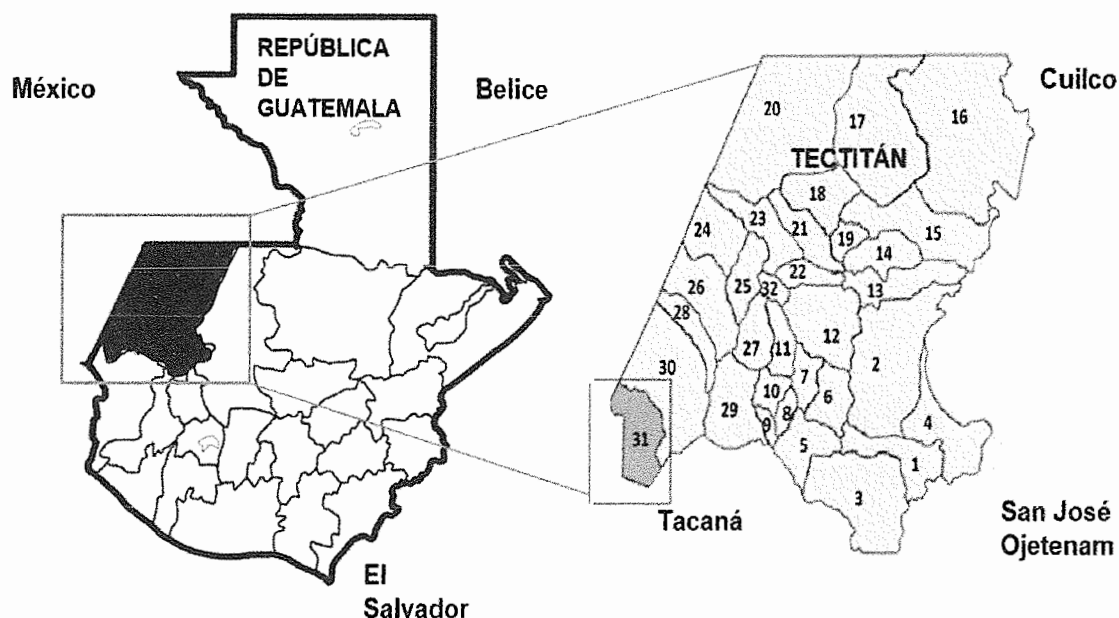 REPÚBLICA
DE
GUATEMALA
México
Belice
El
Salvador
Cuilco
20
17
16
TECTITÁN
18
23
24
21
19
15
14
22
26
25
32
13
28
12
27
11
2
30
7
10
6
29
8
9
4
31
5
1
3
Tacaná
San José
Ojetenam